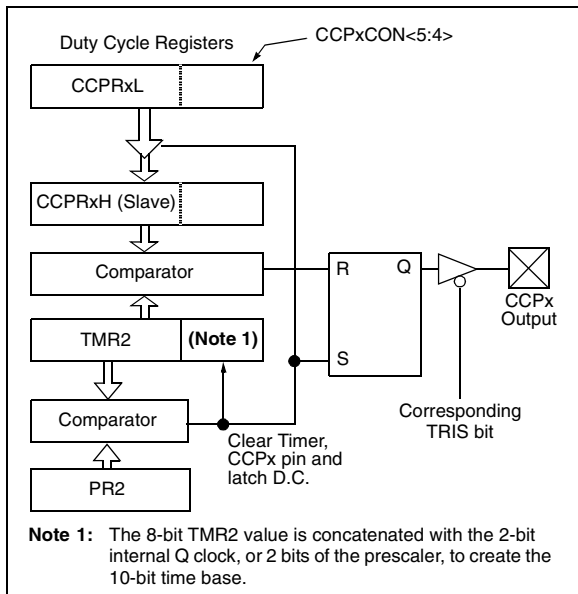 Duty Cycle Registers
CCPxCON<5:4>
CCPRxL
CCPRxH (Slave)
Comparator
R
Q
S
CCPx
Output
TMR2
(Note 1)
Comparator
Clear Timer,
CCPx pin and
latch D.C.
Corresponding
TRIS bit
PR2
Note 1: The 8-bit TMR2 value is concatenated with the 2-bit
internal Q clock, or 2 bits of the prescaler, to create the
10-bit time base.